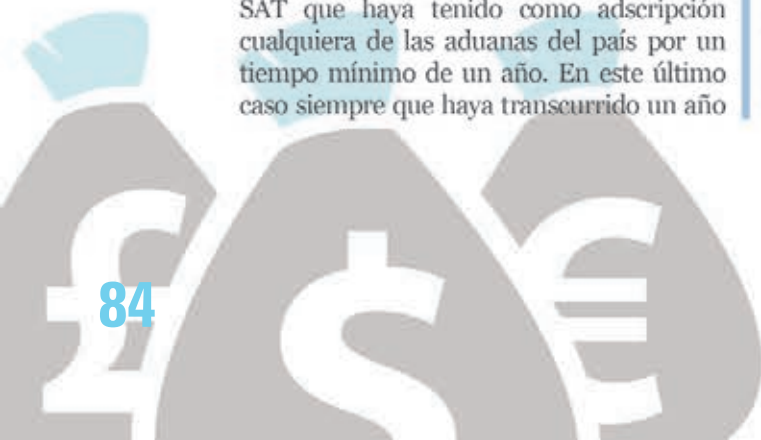 SAT que haya tenido como adscripción
cualquiera de las aduanas del país por un
tiempo mínimo de un año. En este último
caso siempre que haya transcurrido un año
£ $ €
84